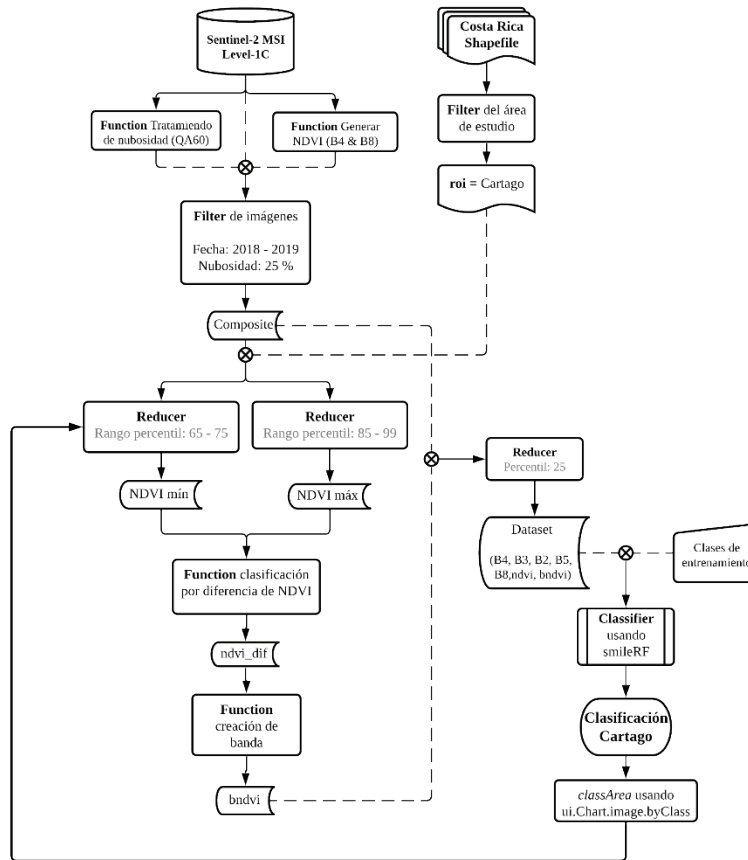 Sentinel-2 MSI
Level-1C
Costa Rica
Shapefile
Function Tratamiendo
de nubosidad (QA60)
Function Generar
NDVI (B4 & B8)
Filter del área
de estudio
roi = Cartago
Filter de imágenes
Fecha: 2018 - 2019
Nubosidad: 25 %
Composite
Reducer
Rango percentil: 65 - 75
Reducer
Rango percentil: 85 - 99
Reducer
Percentil: 25
NDVI mín
NDVI máx
Dataset
(B4, B3, B2, B5,
B8,ndvi, bndvi)
Clases de
entrenamiento
Function clasificación
por diferencia de NDVI
Classifier
usando
smileRF
ndvi_dif
Function
creación de
banda
Clasificación
Cartago
bndvi
classArea usando
ui.Chart.image.byClass